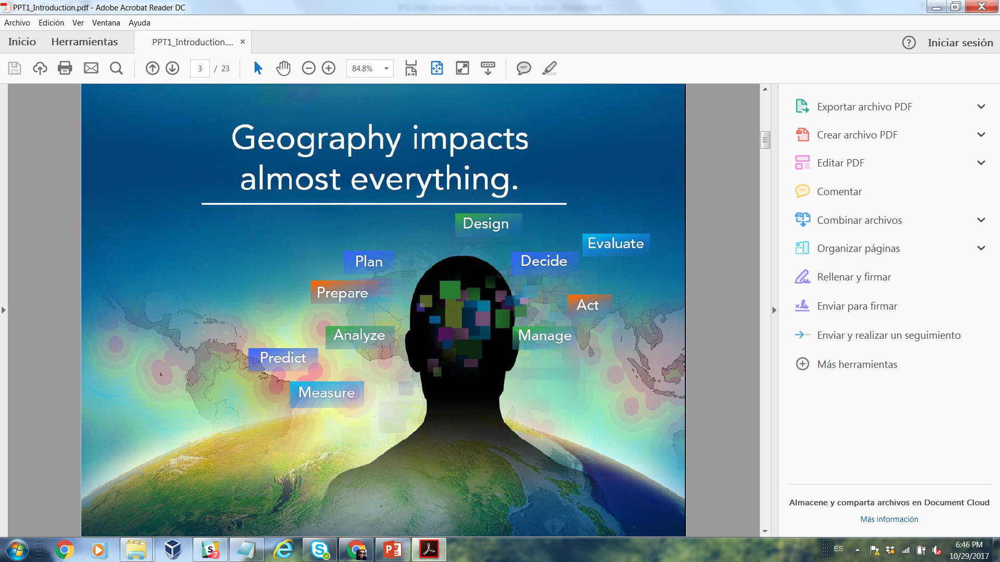 PPT1_Introduction.pdf - Adobe Acrobat Reader DC
Archivo Edición Ver Ventana Ayuda
Inicio Herramientas PPT1_Introduction.... × ? Iniciar sesión
3 / 23 84.8%
Geography impacts
almost everything.
Design
Evaluate
Plan
Decide
Prepare
Act
Analyze
Manage
Predict
Measure
Exportar archivo PDF
Crear archivo PDF
Editar PDF
Comentar
Combinar archivos
Organizar páginas
Rellenar y firmar
Enviar para firmar
Enviar y realizar un seguimiento
Más herramientas
Almacene y comparta archivos en Document Cloud
Más información
S 7
P
ES
6:46 PM
10/29/2017